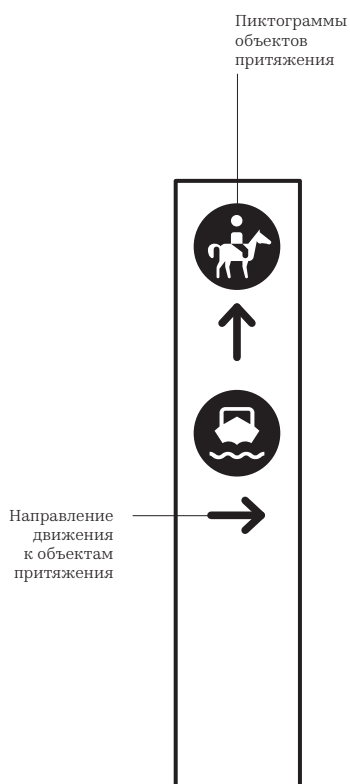 Пиктограммы
объектов
притяжения
Направление
движения
к объектам
притяжения